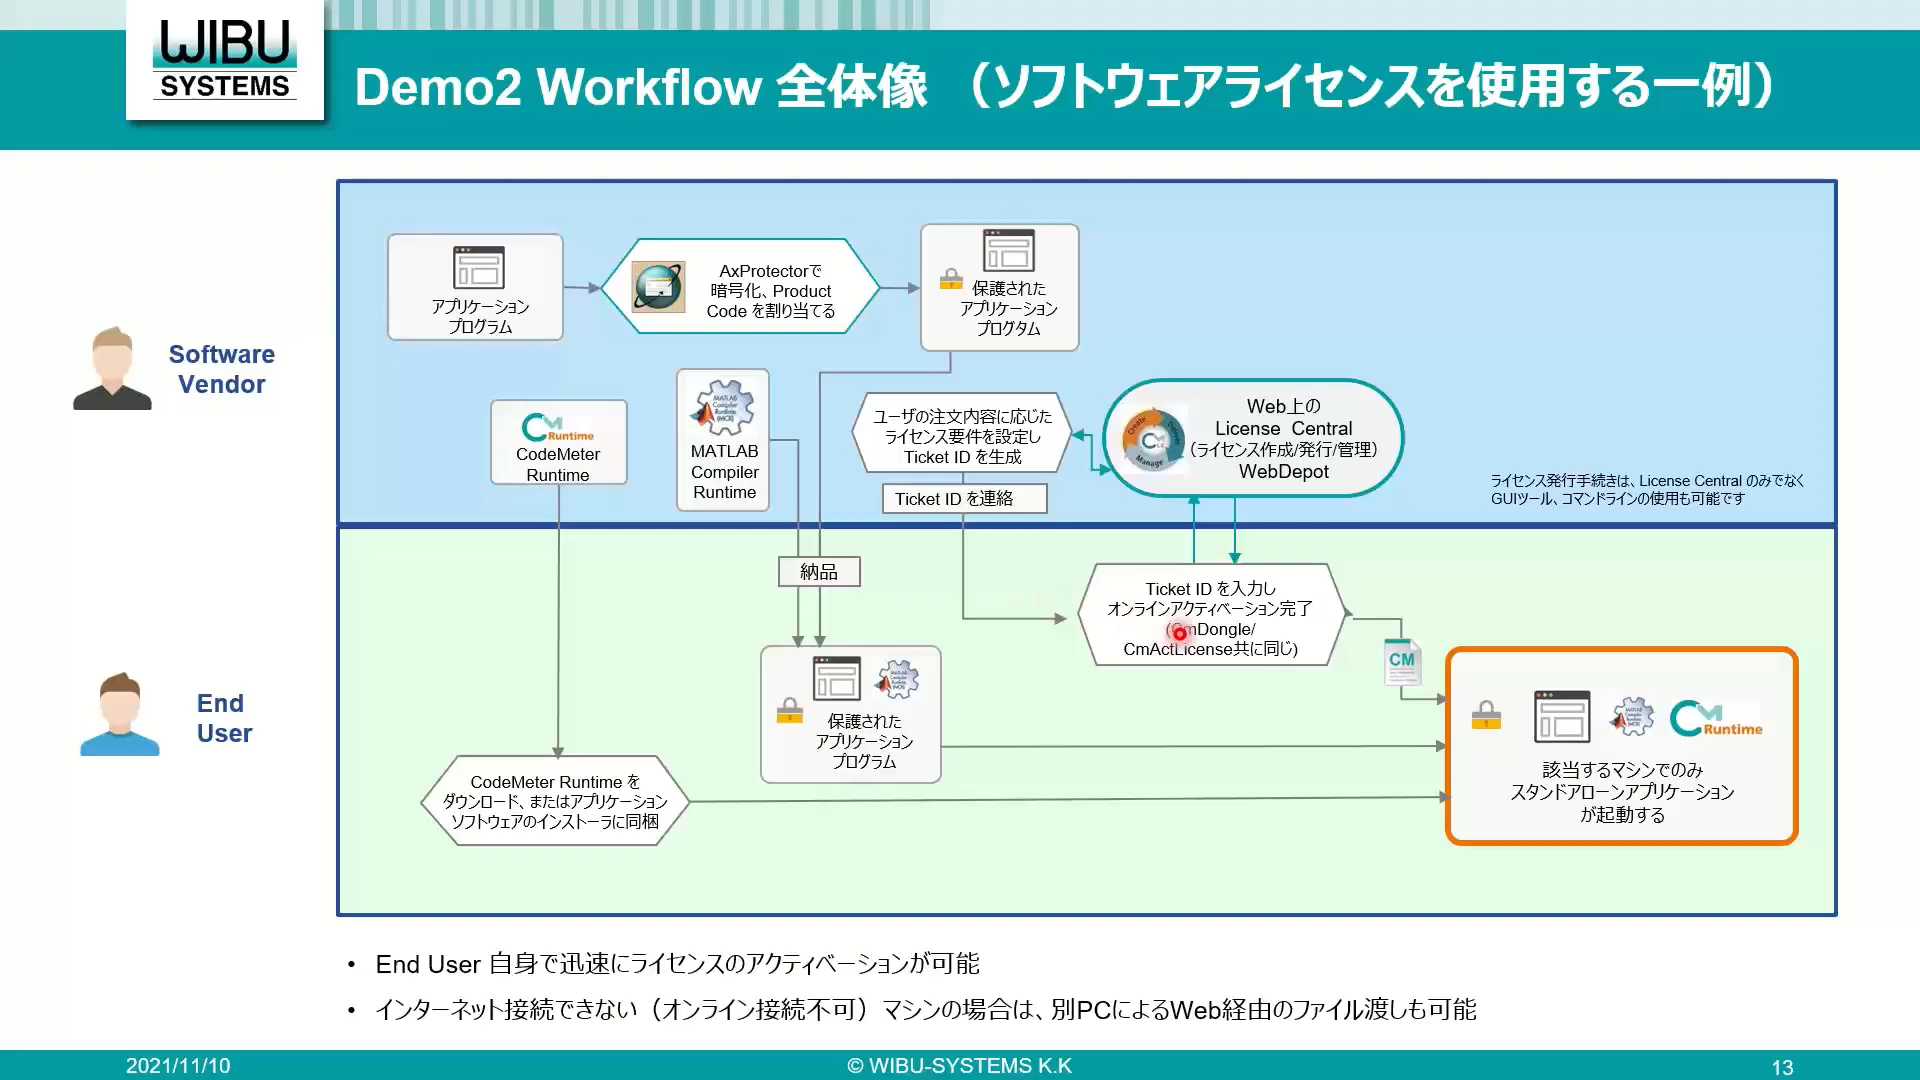 WIBU
SYSTEMS
Demo2 Workflow 全体像 （ソフトウェアライセンスを使用する一例）
アプリケーション
プログラム
AxProtectorで
暗号化、Product
Code を割り当てる
保護された
アプリケーション
プログタム
Software
Vendor
Runtime
CodeMeter
Runtime
MATLAB
Compiler
Runtime
(MCR)
MATLAB
Compiler
Runtime
ユーザの注文内容に応じた
ライセンス要件を設定し
Ticket ID を生成
Ticket ID を連絡
Create
Deliver
Manage
Web上の
License Central
（ライセンス作成/発行/管理）
WebDepot
ライセンス発行手続きは、License Central のみでなく
GUIツール、コマンドラインの使用も可能です
納品
Ticket ID を入力し
オンラインアクティベーション完了
(CmDongle/
CmActLicense共に同じ)
CM
End
User
保護された
アプリケーション
プログラム
Runtime
該当するマシンでのみ
スタンドアローンアプリケーション
が起動する
CodeMeter Runtime を
ダウンロード、またはアプリケーション
ソフトウェアのインストーラに同梱
• End User 自身で迅速にライセンスのアクティベーションが可能
• インターネット接続できない（オンライン接続不可）マシンの場合は、別PCによるWeb経由のファイル渡しも可能
2021/11/10
© WIBU-SYSTEMS K.K
13